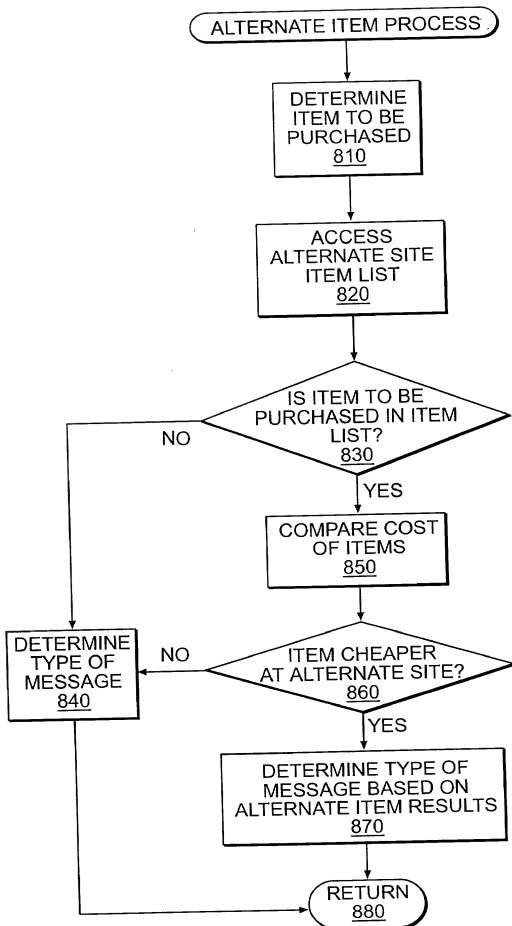 ALTERNATE ITEM PROCESS
DETERMINE
ITEM TO BE
PURCHASED
810
ACCESS
ALTERNATE SITE
ITEM LIST
820
IS ITEM TO BE
PURCHASED IN ITEM
LIST?
830
NO
YES
COMPARE COST
OF ITEMS
850
DETERMINE
TYPE OF
MESSAGE
840
NO
ITEM CHEAPER
AT ALTERNATE SITE?
860
YES
DETERMINE TYPE OF
MESSAGE BASED ON
ALTERNATE ITEM RESULTS
870
RETURN
880